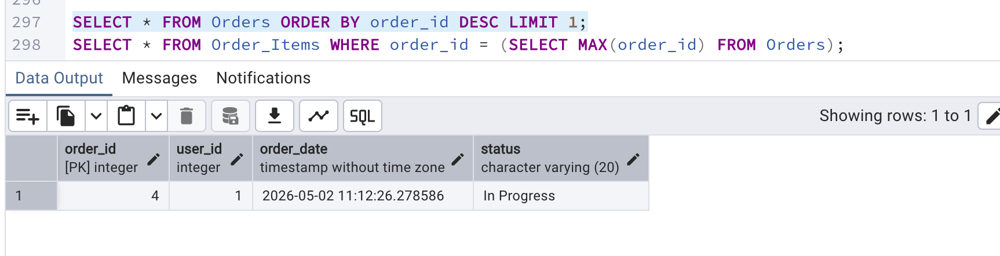 296
297 SELECT * FROM Orders ORDER BY order_id DESC LIMIT 1;
298 SELECT * FROM Order_Items WHERE order_id = (SELECT MAX(order_id) FROM Orders);
Data Output Messages Notifications
SQL Showing rows: 1 to 1
order_id user_id order_date status
[PK] integer integer timestamp without time zone character varying (20)
1 4 1 2026-05-02 11:12:26.278586 In Progress